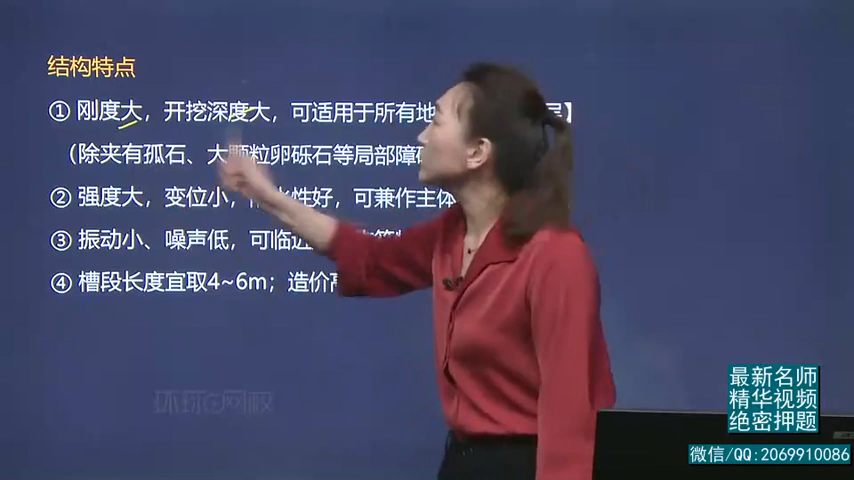 结构特点
① 刚度大，开挖深度大，可适用于所有地层】
（除夹有孤石、大颗粒卵砾石等局部障
② 强度大，变位小，水性好，可兼作主体
③ 振动小、噪声低，可临近
④ 槽段长度宜取4~6m；造价高
环球网校
最新名师
精华视频
绝密押题
微信/QQ:2069910086